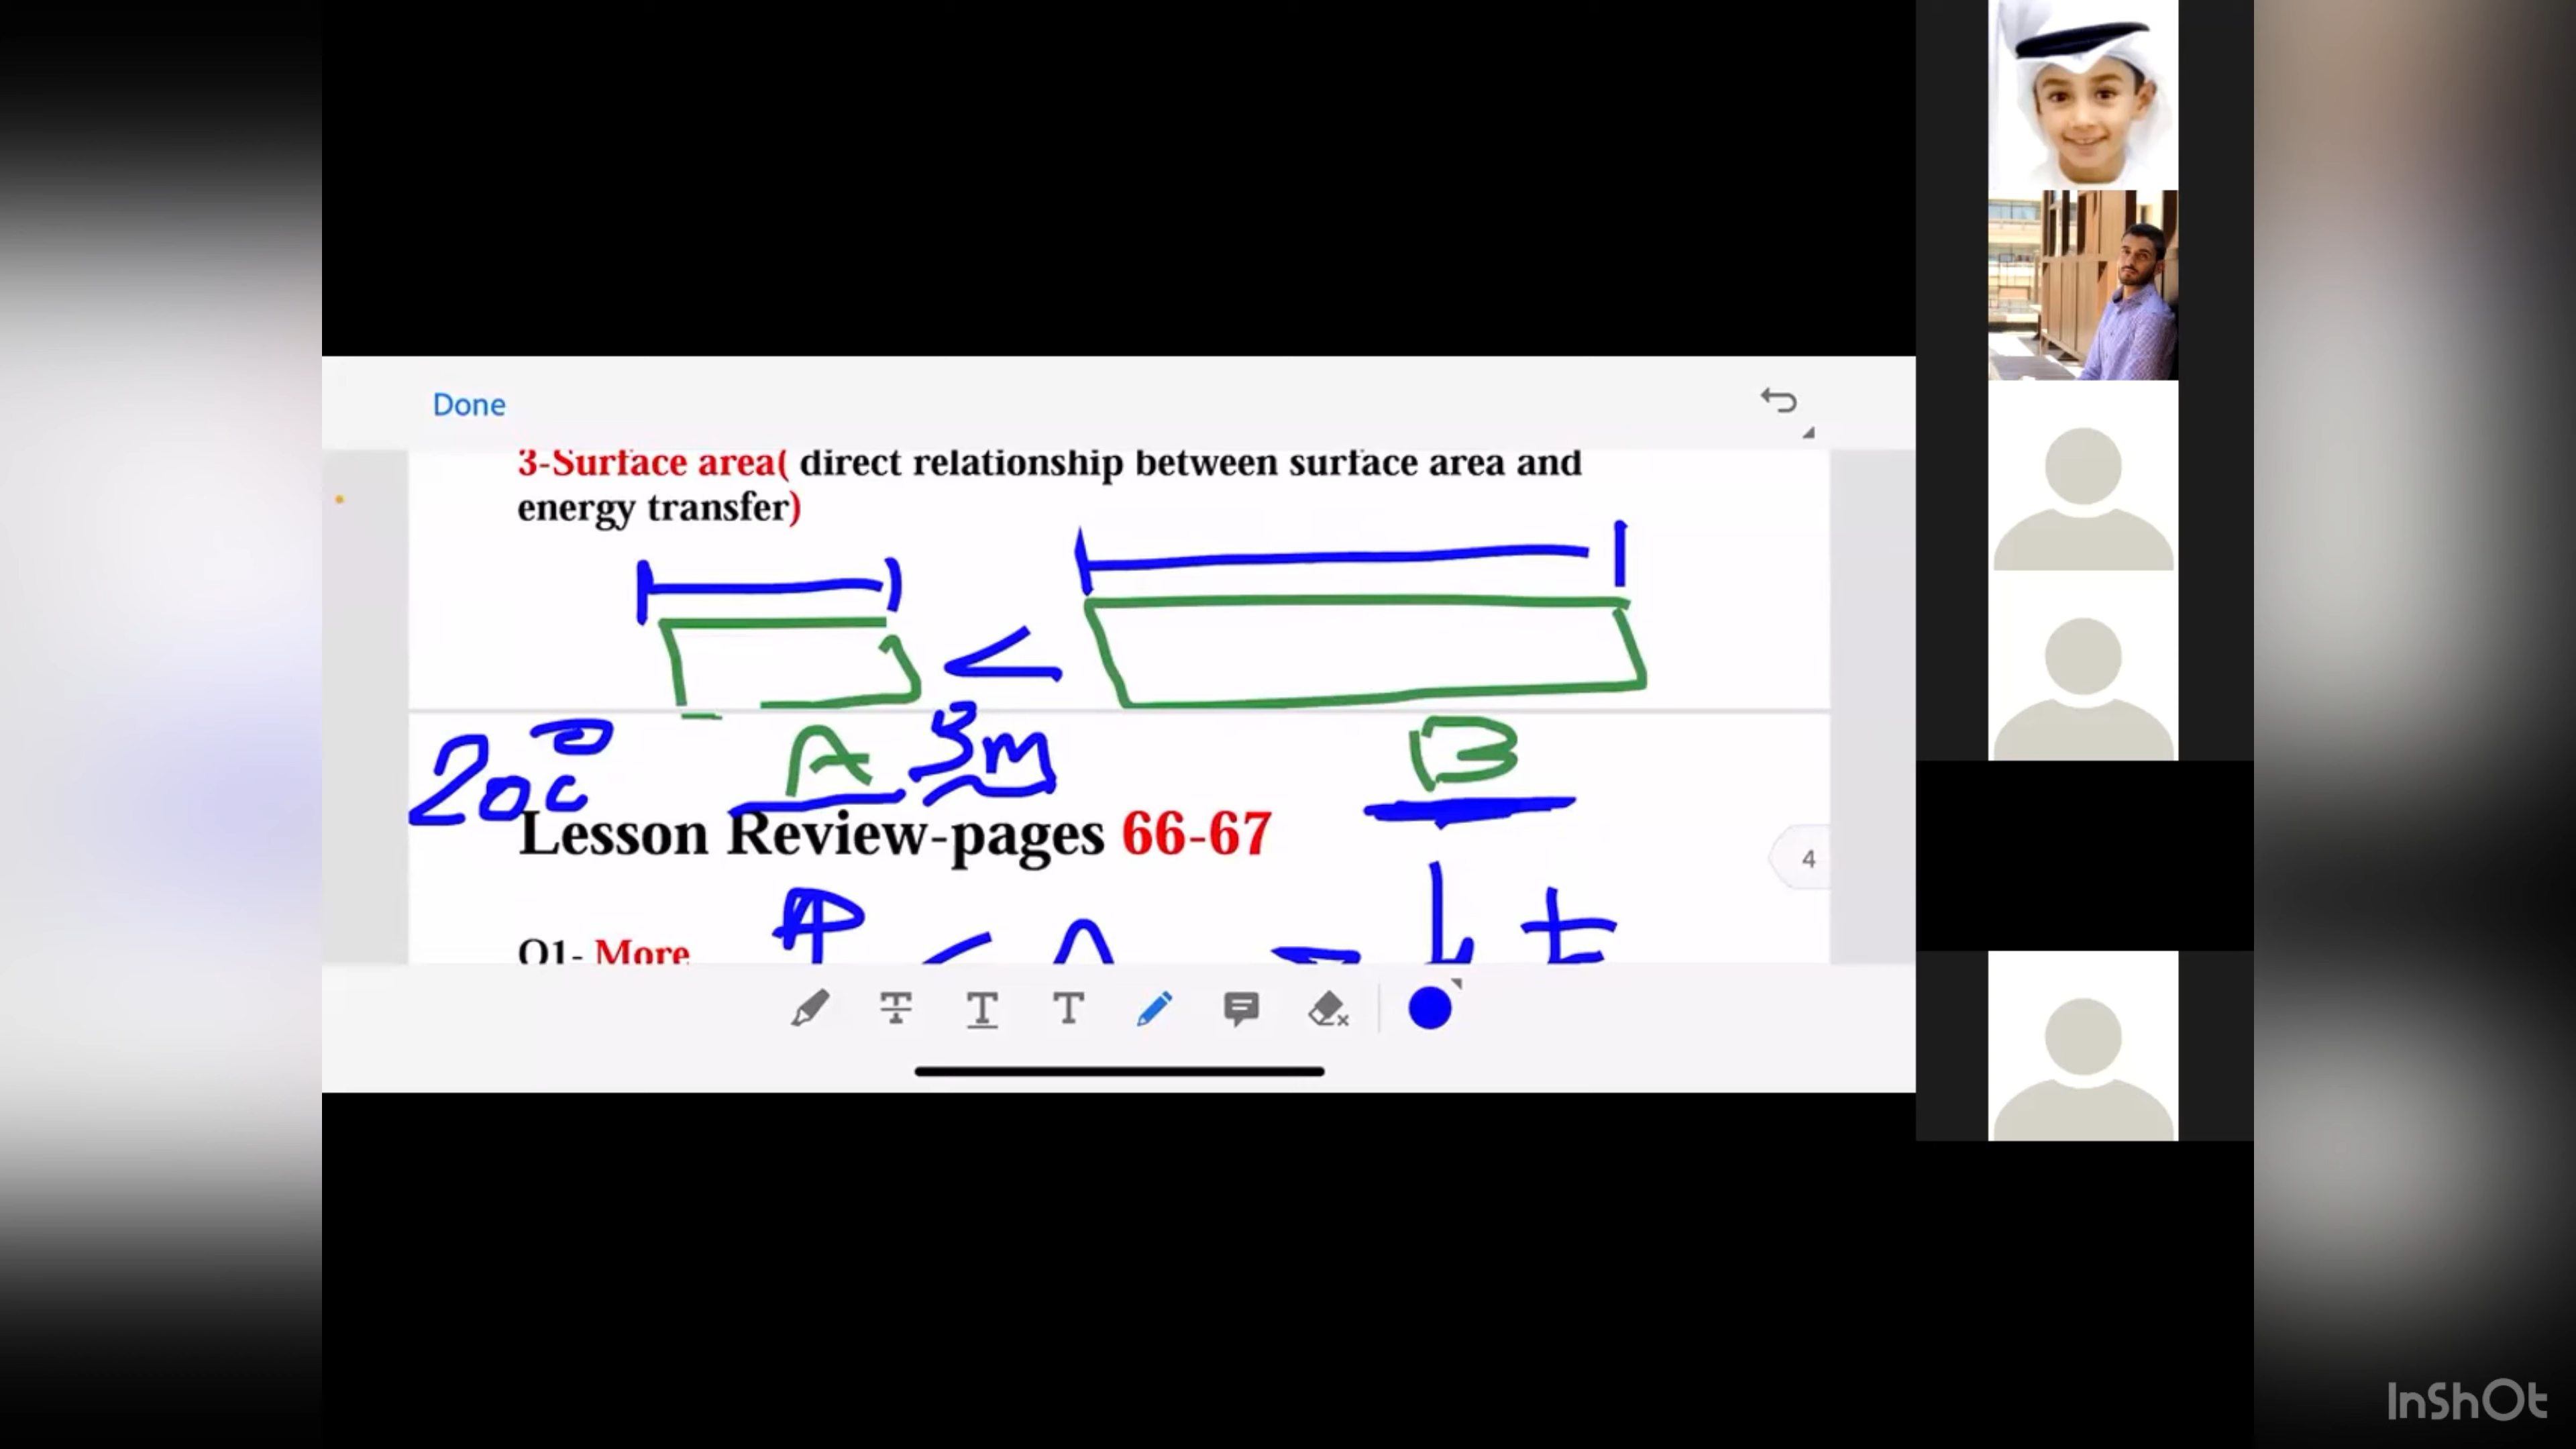 Done
3-Surface area( direct relationship between surface area and
energy transfer)
<
20c A 3m B
Lesson Review-pages 66-67
4
Q1- More
InShOt